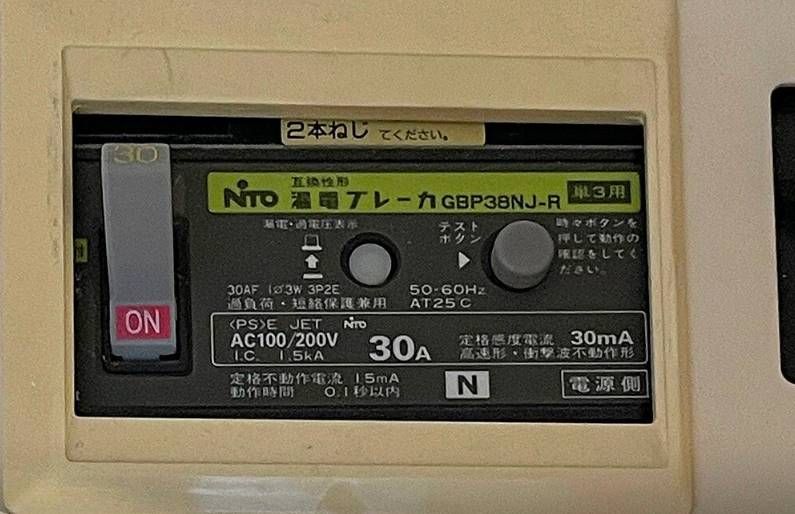 2本ねじ てください。
30
NITO 互換性形 漏電ブレーカ GBP38NJ-R 単3用
漏電・過電圧表示
テスト
ボタン
時々ボタンを
押して動作の
確認をしてく
ださい。
30AF 1∅3W 3P2E
過負荷・短絡保護兼用
50-60Hz
AT25℃
ON
<PS>E JET NITO
AC100/200V
I.C. 1.5kA
30A
定格感度電流 30mA
高速形・衝撃波不動作形
定格不動作電流 15mA
動作時間 0.1秒以内
N
電源側